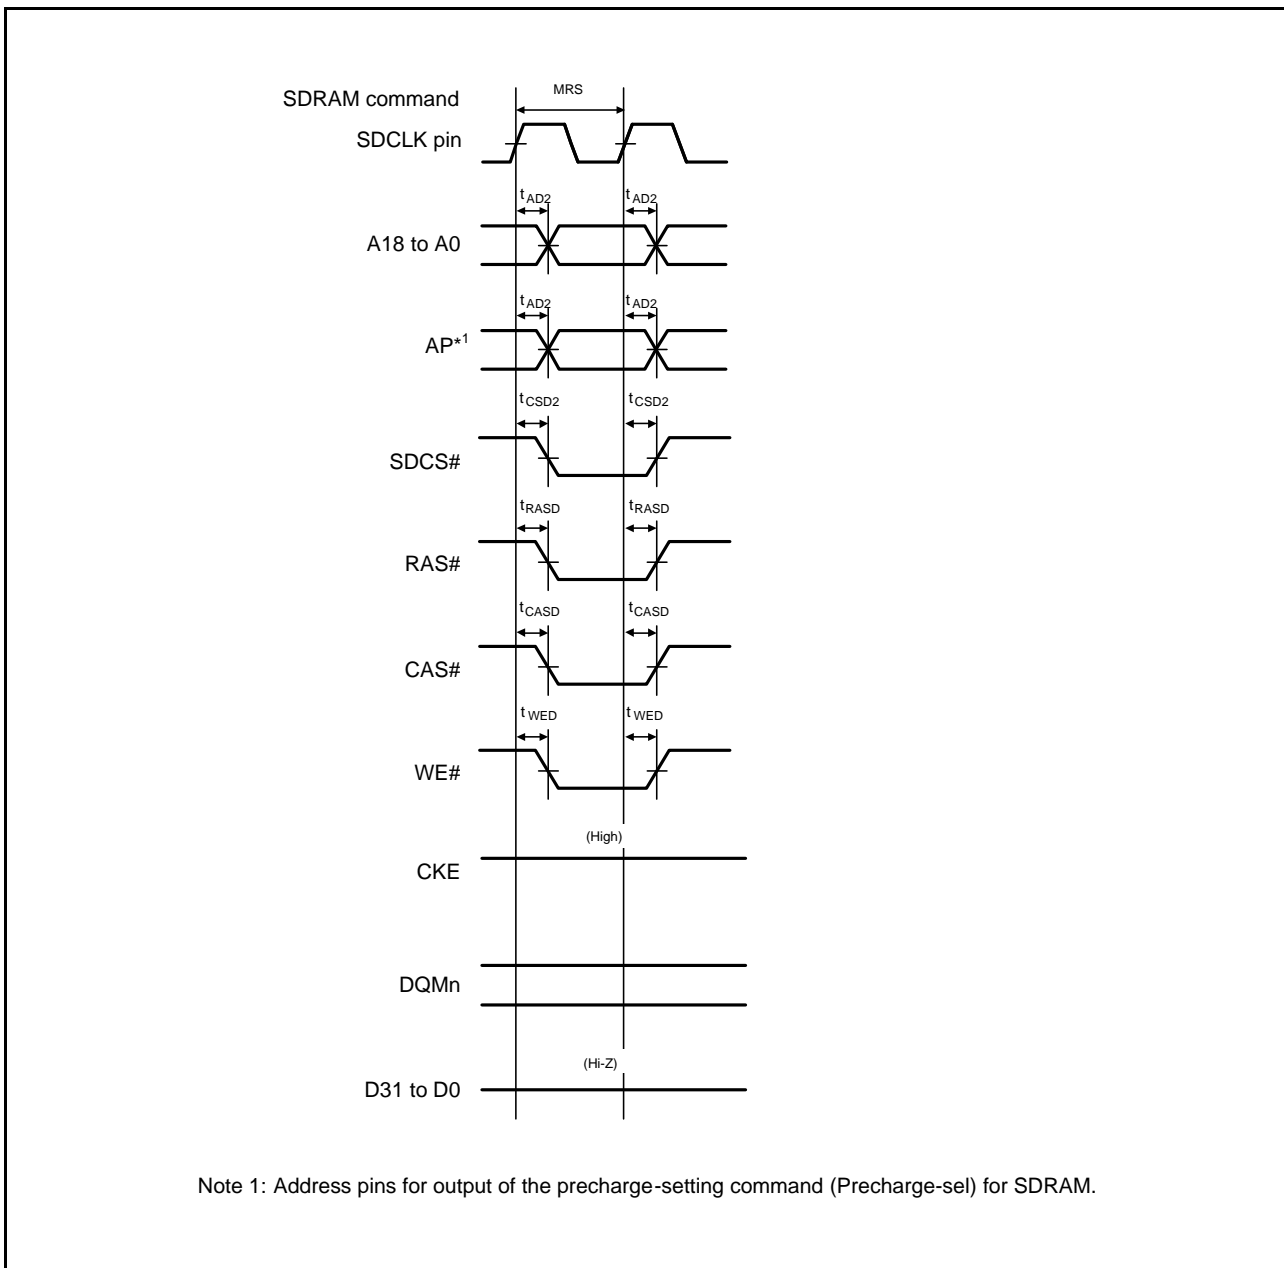 SDRAM command
MRS
SDCLK pin
tAD2 tAD2
A18 to A0
tAD2 tAD2
AP*1
tCSD2 tCSD2
SDCS#
tRASD tRASD
RAS#
tCASD tCASD
CAS#
tWED tWED
WE#
(High)
CKE
DQMn
(Hi-Z)
D31 to D0
Note 1: Address pins for output of the precharge-setting command (Precharge-sel) for SDRAM.